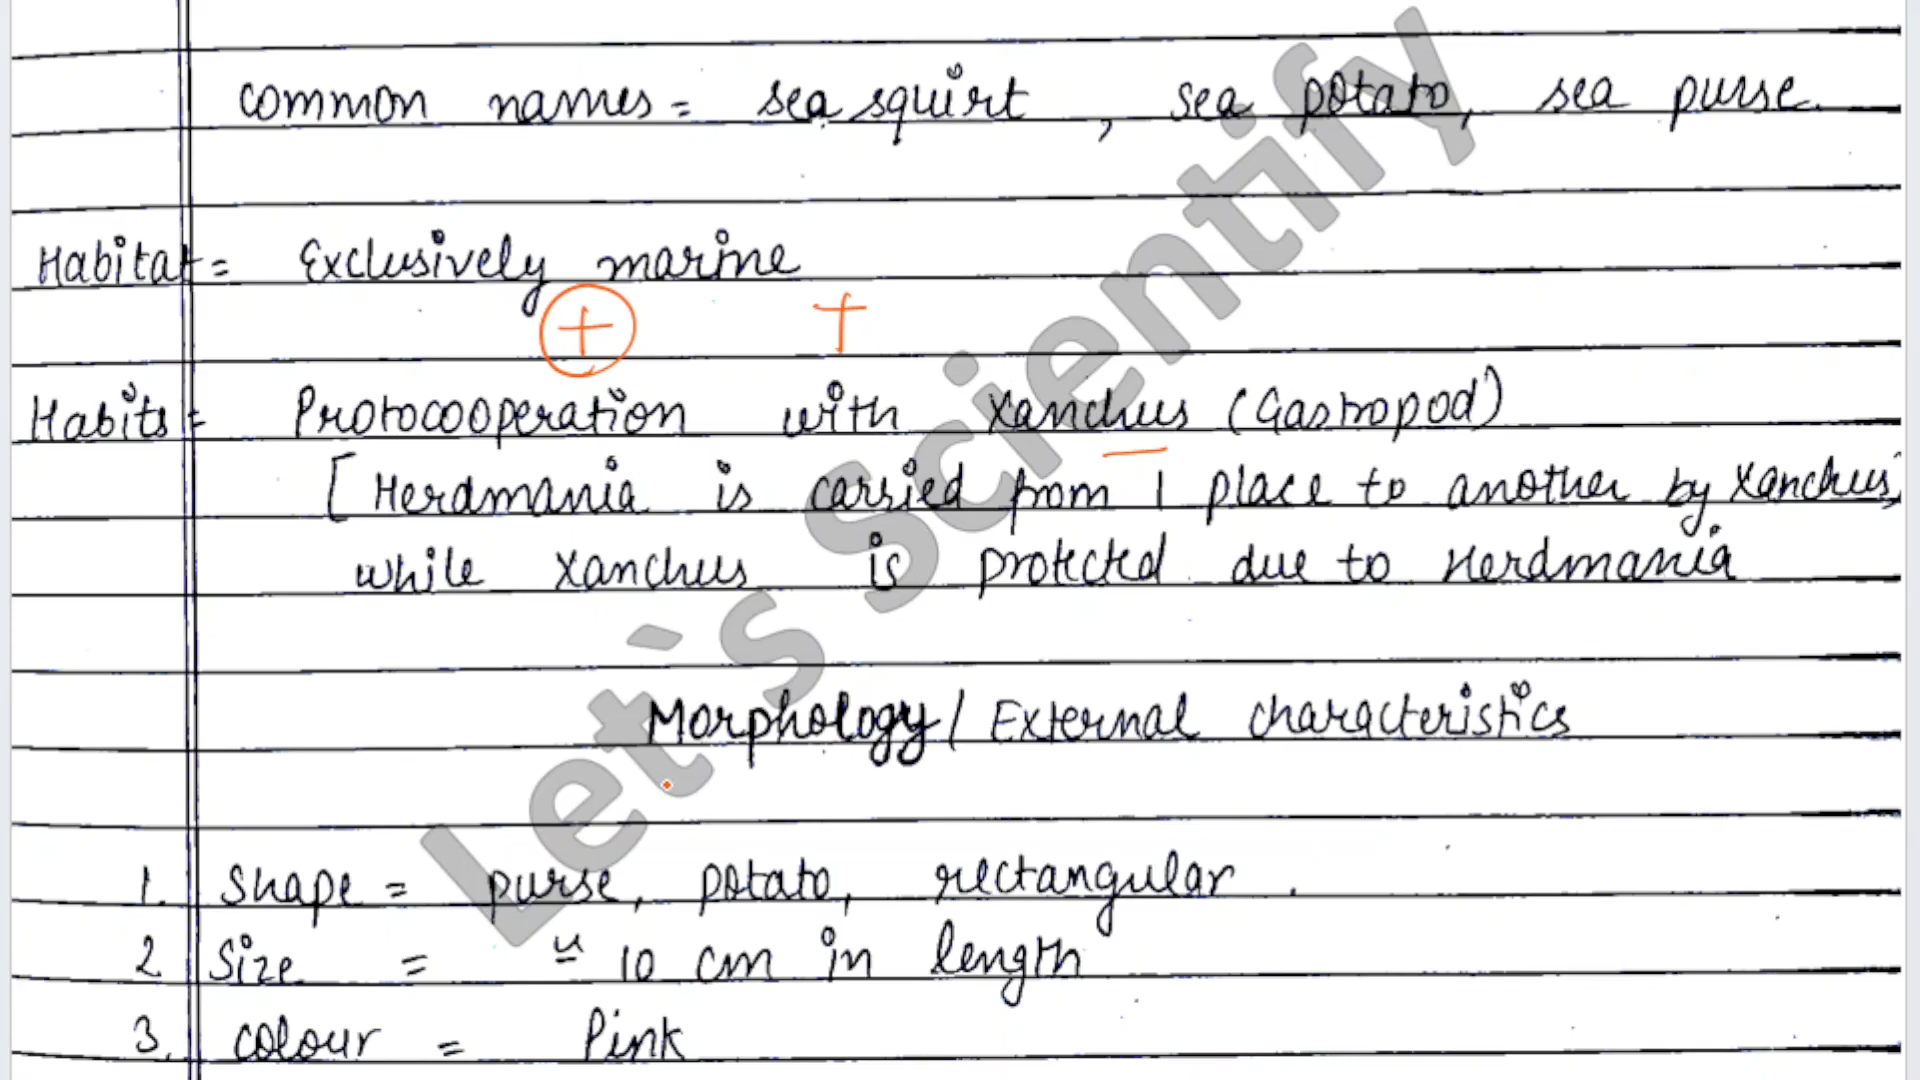 common names = sea squirt, sea potato, sea purse.
Habitat = Exclusively marine
+ +
Habits = Protocooperation with Xanchus (Gastropod)
[Herdmania is carried from 1 place to another by Xanchus,
while Xanchus is protected due to Herdmania
Morphology / External characteristics
1. Shape = purse, potato, rectangular.
2 Size = ≃ 10 cm in length
3. colour = Pink
Let's Scientify